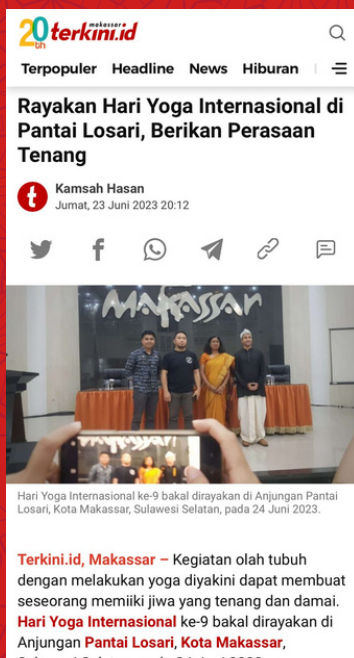 20th makassar terkini.id
Terpopuler Headline News Hiburan
Rayakan Hari Yoga Internasional di
Pantai Losari, Berikan Perasaan
Tenang
Kamsah Hasan
Jumat, 23 Juni 2023 20:12
MAKASSAR
Hari Yoga Internasional ke-9 bakal dirayakan di Anjungan Pantai
Losari, Kota Makassar, Sulawesi Selatan, pada 24 Juni 2023.
Terkini.id, Makassar – Kegiatan olah tubuh
dengan melakukan yoga diyakini dapat membuat
seseorang memiiki jiwa yang tenang dan damai.
Hari Yoga Internasional ke-9 bakal dirayakan di
Anjungan Pantai Losari, Kota Makassar,